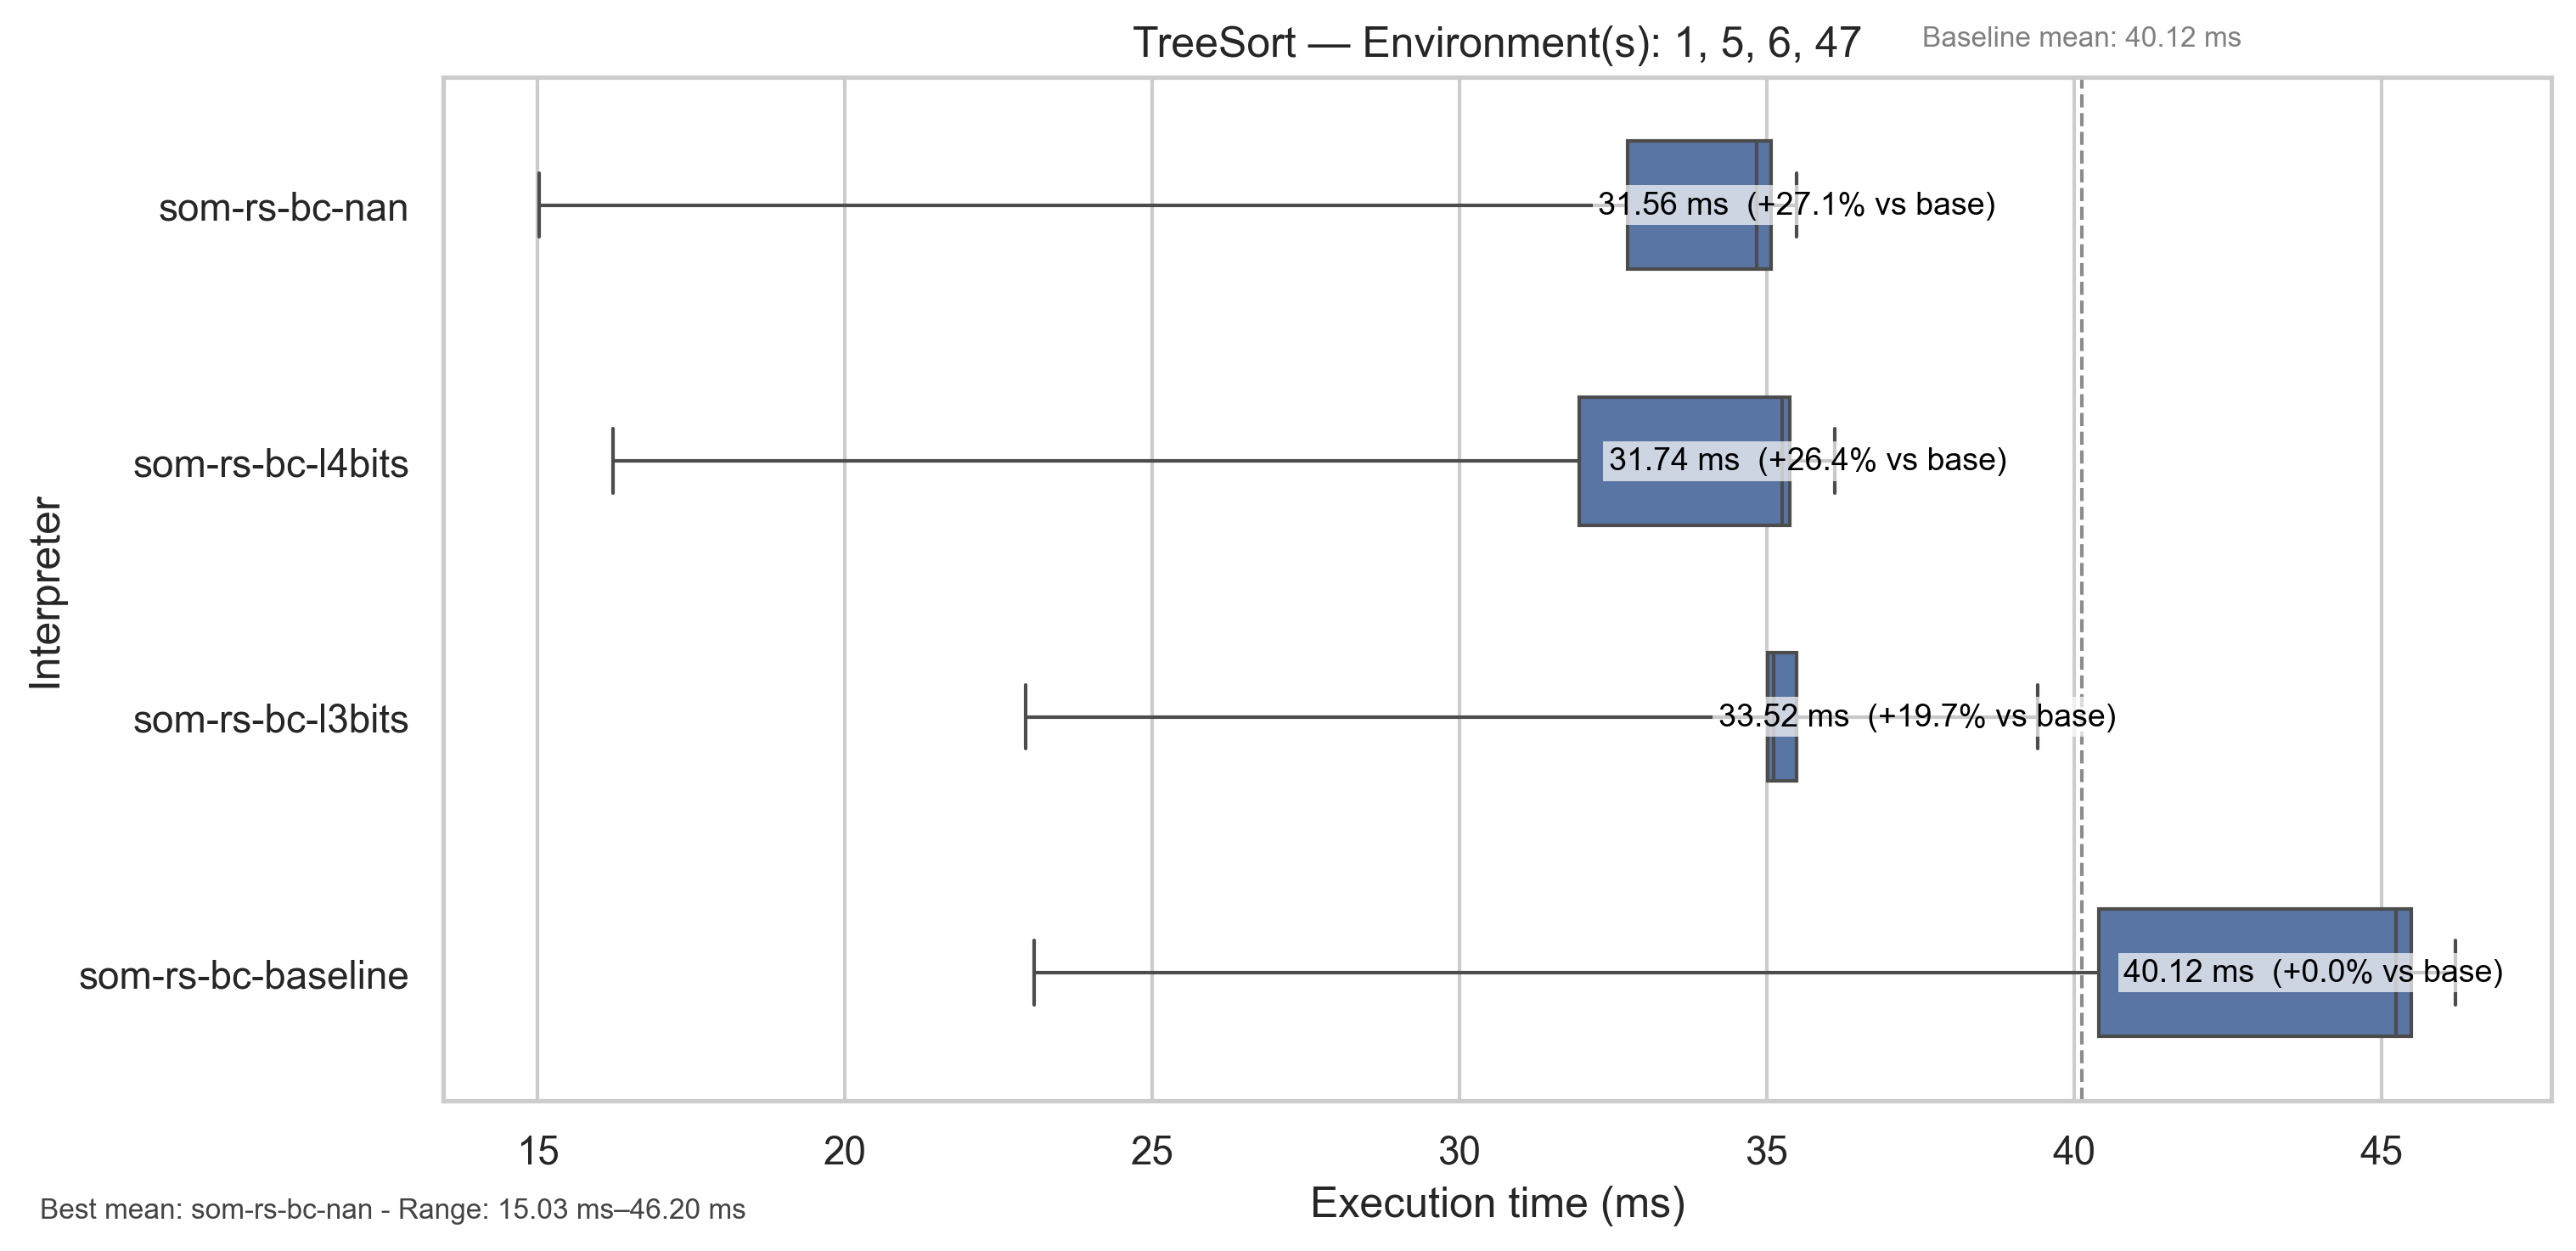 TreeSort — Environment(s): 1, 5, 6, 47
Baseline mean: 40.12 ms
Interpreter
som-rs-bc-nan
31.56 ms (+27.1% vs base)
som-rs-bc-l4bits
31.74 ms (+26.4% vs base)
som-rs-bc-l3bits
33.52 ms (+19.7% vs base)
som-rs-bc-baseline
40.12 ms (+0.0% vs base)
15 20 25 30 35 40 45
Execution time (ms)
Best mean: som-rs-bc-nan - Range: 15.03 ms–46.20 ms